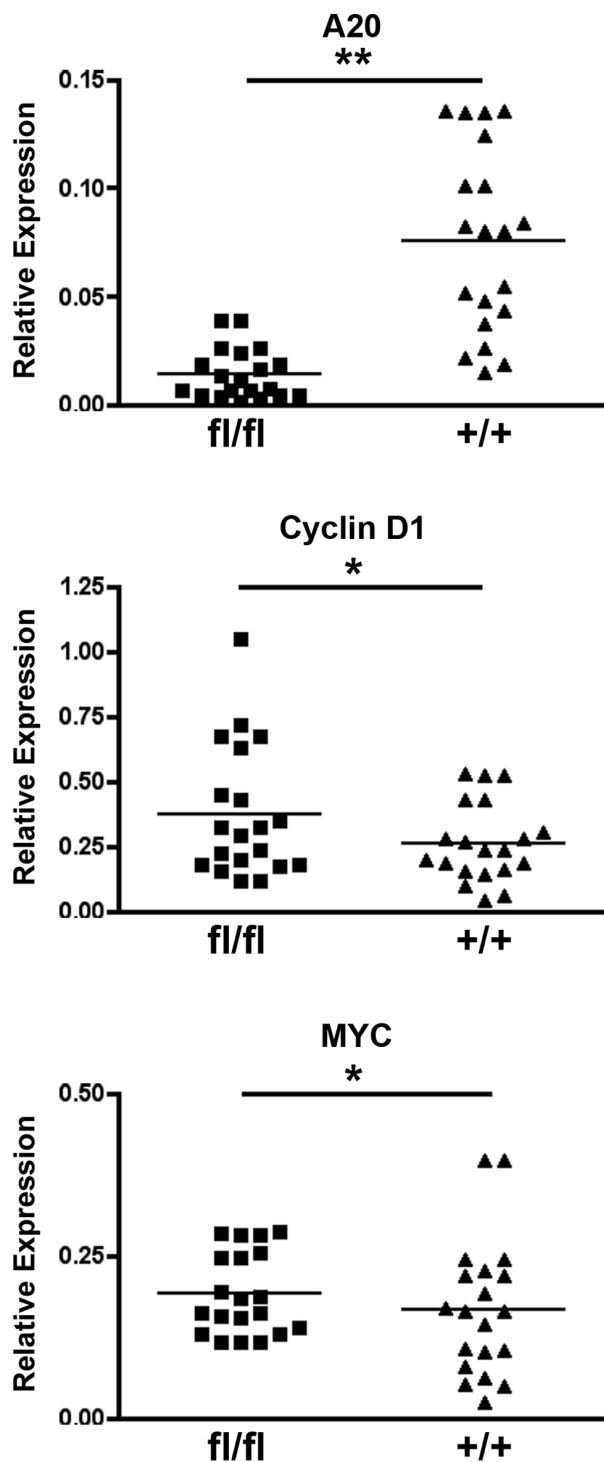 A20
**
Relative Expression
0.15
0.10
0.05
0.00
fl/fl +/+
Cyclin D1
*
Relative Expression
1.25
1.00
0.75
0.50
0.25
0.00
fl/fl +/+
MYC
*
Relative Expression
0.50
0.25
0.00
fl/fl +/+